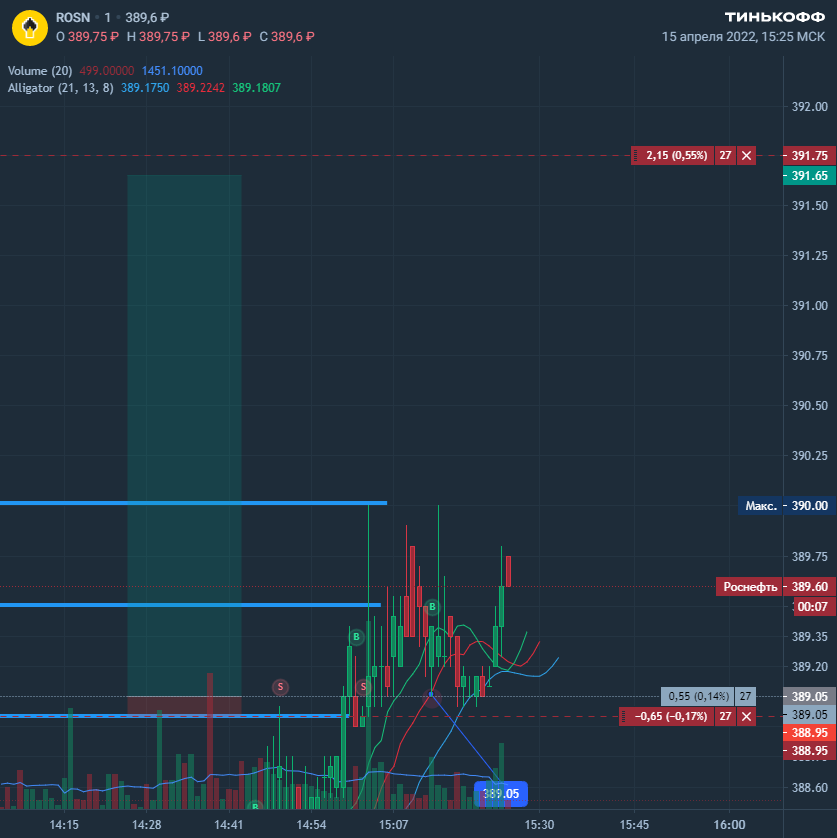 ROSN · 1 · 389,6 ₽
ТИНЬКОФФ
O 389,75 ₽ H 389,75 ₽ L 389,6 ₽ C 389,6 ₽
15 апреля 2022, 15:25 МСК
Volume (20) 499.00000 1451.10000
Alligator (21, 13, 8) 389.1750 389.2242 389.1807
392.00
2,15 (0,55%) 27 391.75
391.65
391.50
391.25
391.00
390.75
390.50
390.25
Макс. 390.00
389.75
Роснефть 389.60
00:07
B
389.35
B
389.20
S
S
0,55 (0,14%) 27 389.05
389.05
−0,65 (−0,17%) 27
388.95
388.95
388.60
389.05
B
14:15 14:28 14:41 14:54 15:07 15:30 15:45 16:00